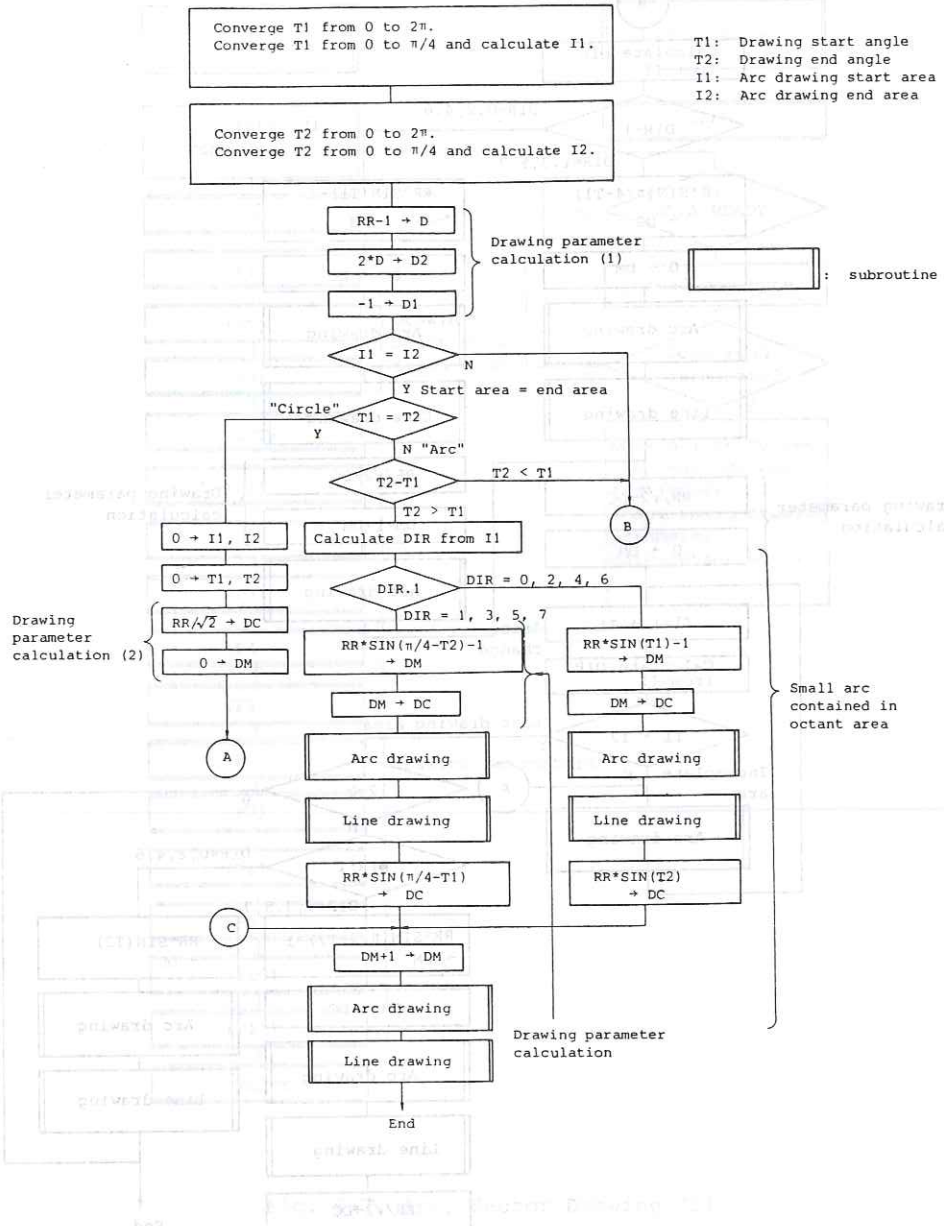 Converge T1 from 0 to 2π.
Converge T1 from 0 to π/4 and calculate I1.
T1: Drawing start angle
T2: Drawing end angle
I1: Arc drawing start area
I2: Arc drawing end area
Converge T2 from 0 to 2π.
Converge T2 from 0 to π/4 and calculate I2.
RR-1 → D
2*D → D2
-1 → D1
Drawing parameter
calculation (1)
: subroutine
I1 = I2
N
Y Start area = end area
"Circle"
Y
T1 = T2
N "Arc"
T2-T1
T2 < T1
T2 > T1
B
Calculate DIR from I1
0 → I1, I2
0 → T1, T2
RR/√2 → DC
0 → DM
Drawing
parameter
calculation (2)
A
DIR.1
DIR = 0, 2, 4, 6
DIR = 1, 3, 5, 7
RR*SIN(π/4-T2)-1
→ DM
DM → DC
Arc drawing
Line drawing
RR*SIN(π/4-T1)
→ DC
RR*SIN(T1)-1
→ DM
DM → DC
Arc drawing
Line drawing
RR*SIN(T2)
→ DC
Small arc
contained in
octant area
C
DM+1 → DM
Arc drawing
Line drawing
Drawing parameter
calculation
End